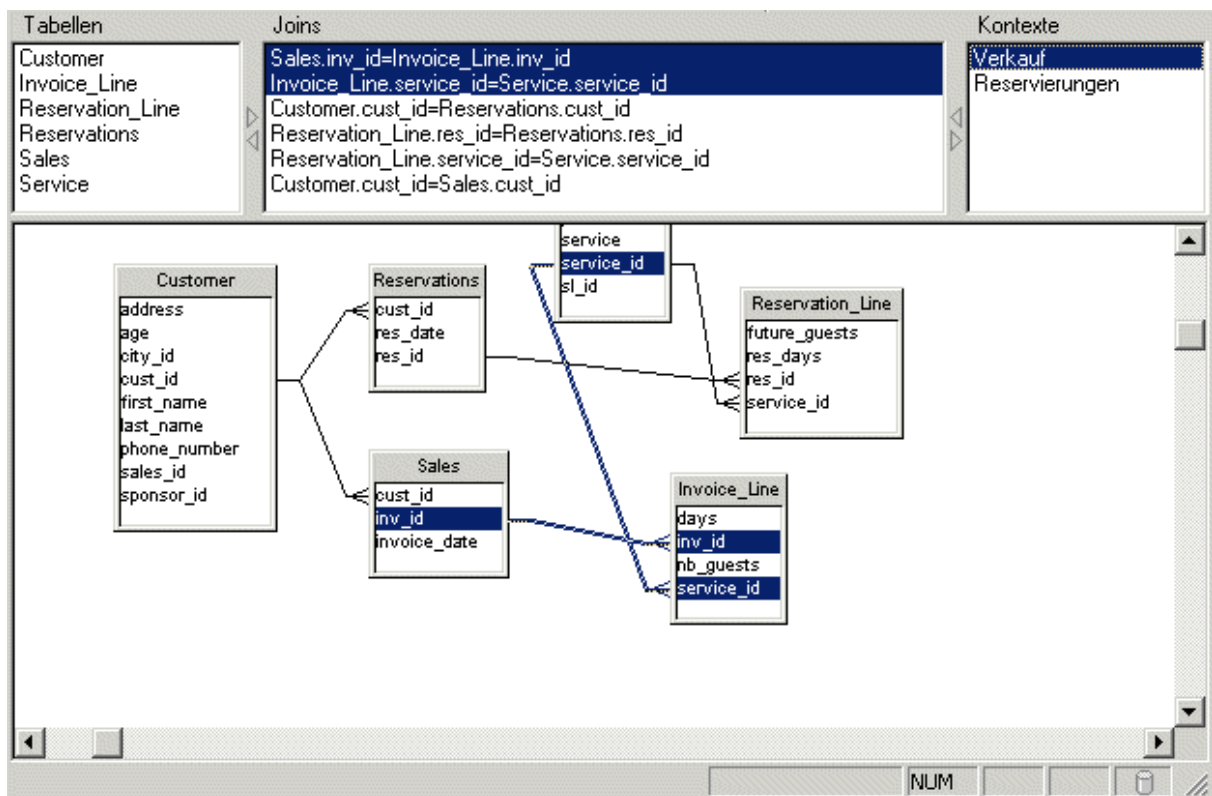 Tabellen
Joins
Kontexte
Customer
Invoice_Line
Reservation_Line
Reservations
Sales
Service
Sales.inv_id=Invoice_Line.inv_id
Invoice_Line.service_id=Service.service_id
Customer.cust_id=Reservations.cust_id
Reservation_Line.res_id=Reservations.res_id
Reservation_Line.service_id=Service.service_id
Customer.cust_id=Sales.cust_id
Verkauf
Reservierungen
Customer
address
age
city_id
cust_id
first_name
last_name
phone_number
sales_id
sponsor_id
Reservations
cust_id
res_date
res_id
service
service_id
sl_id
Reservation_Line
future_guests
res_days
res_id
service_id
Sales
cust_id
inv_id
invoice_date
Invoice_Line
days
inv_id
nb_guests
service_id
NUM